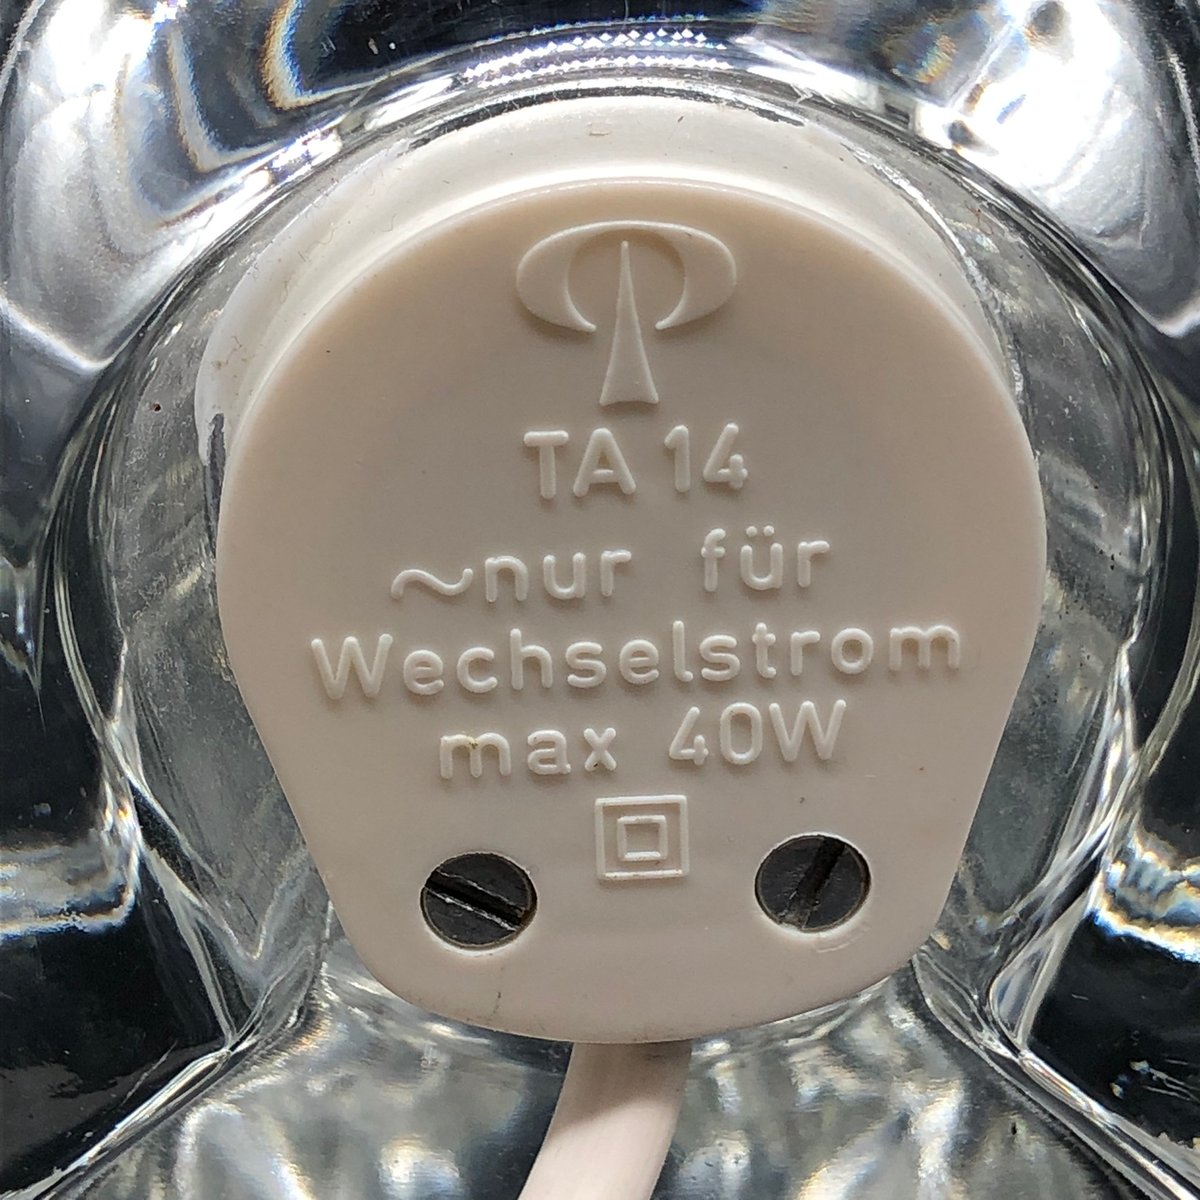 TA 14
~nur für
Wechselstrom
max 40W